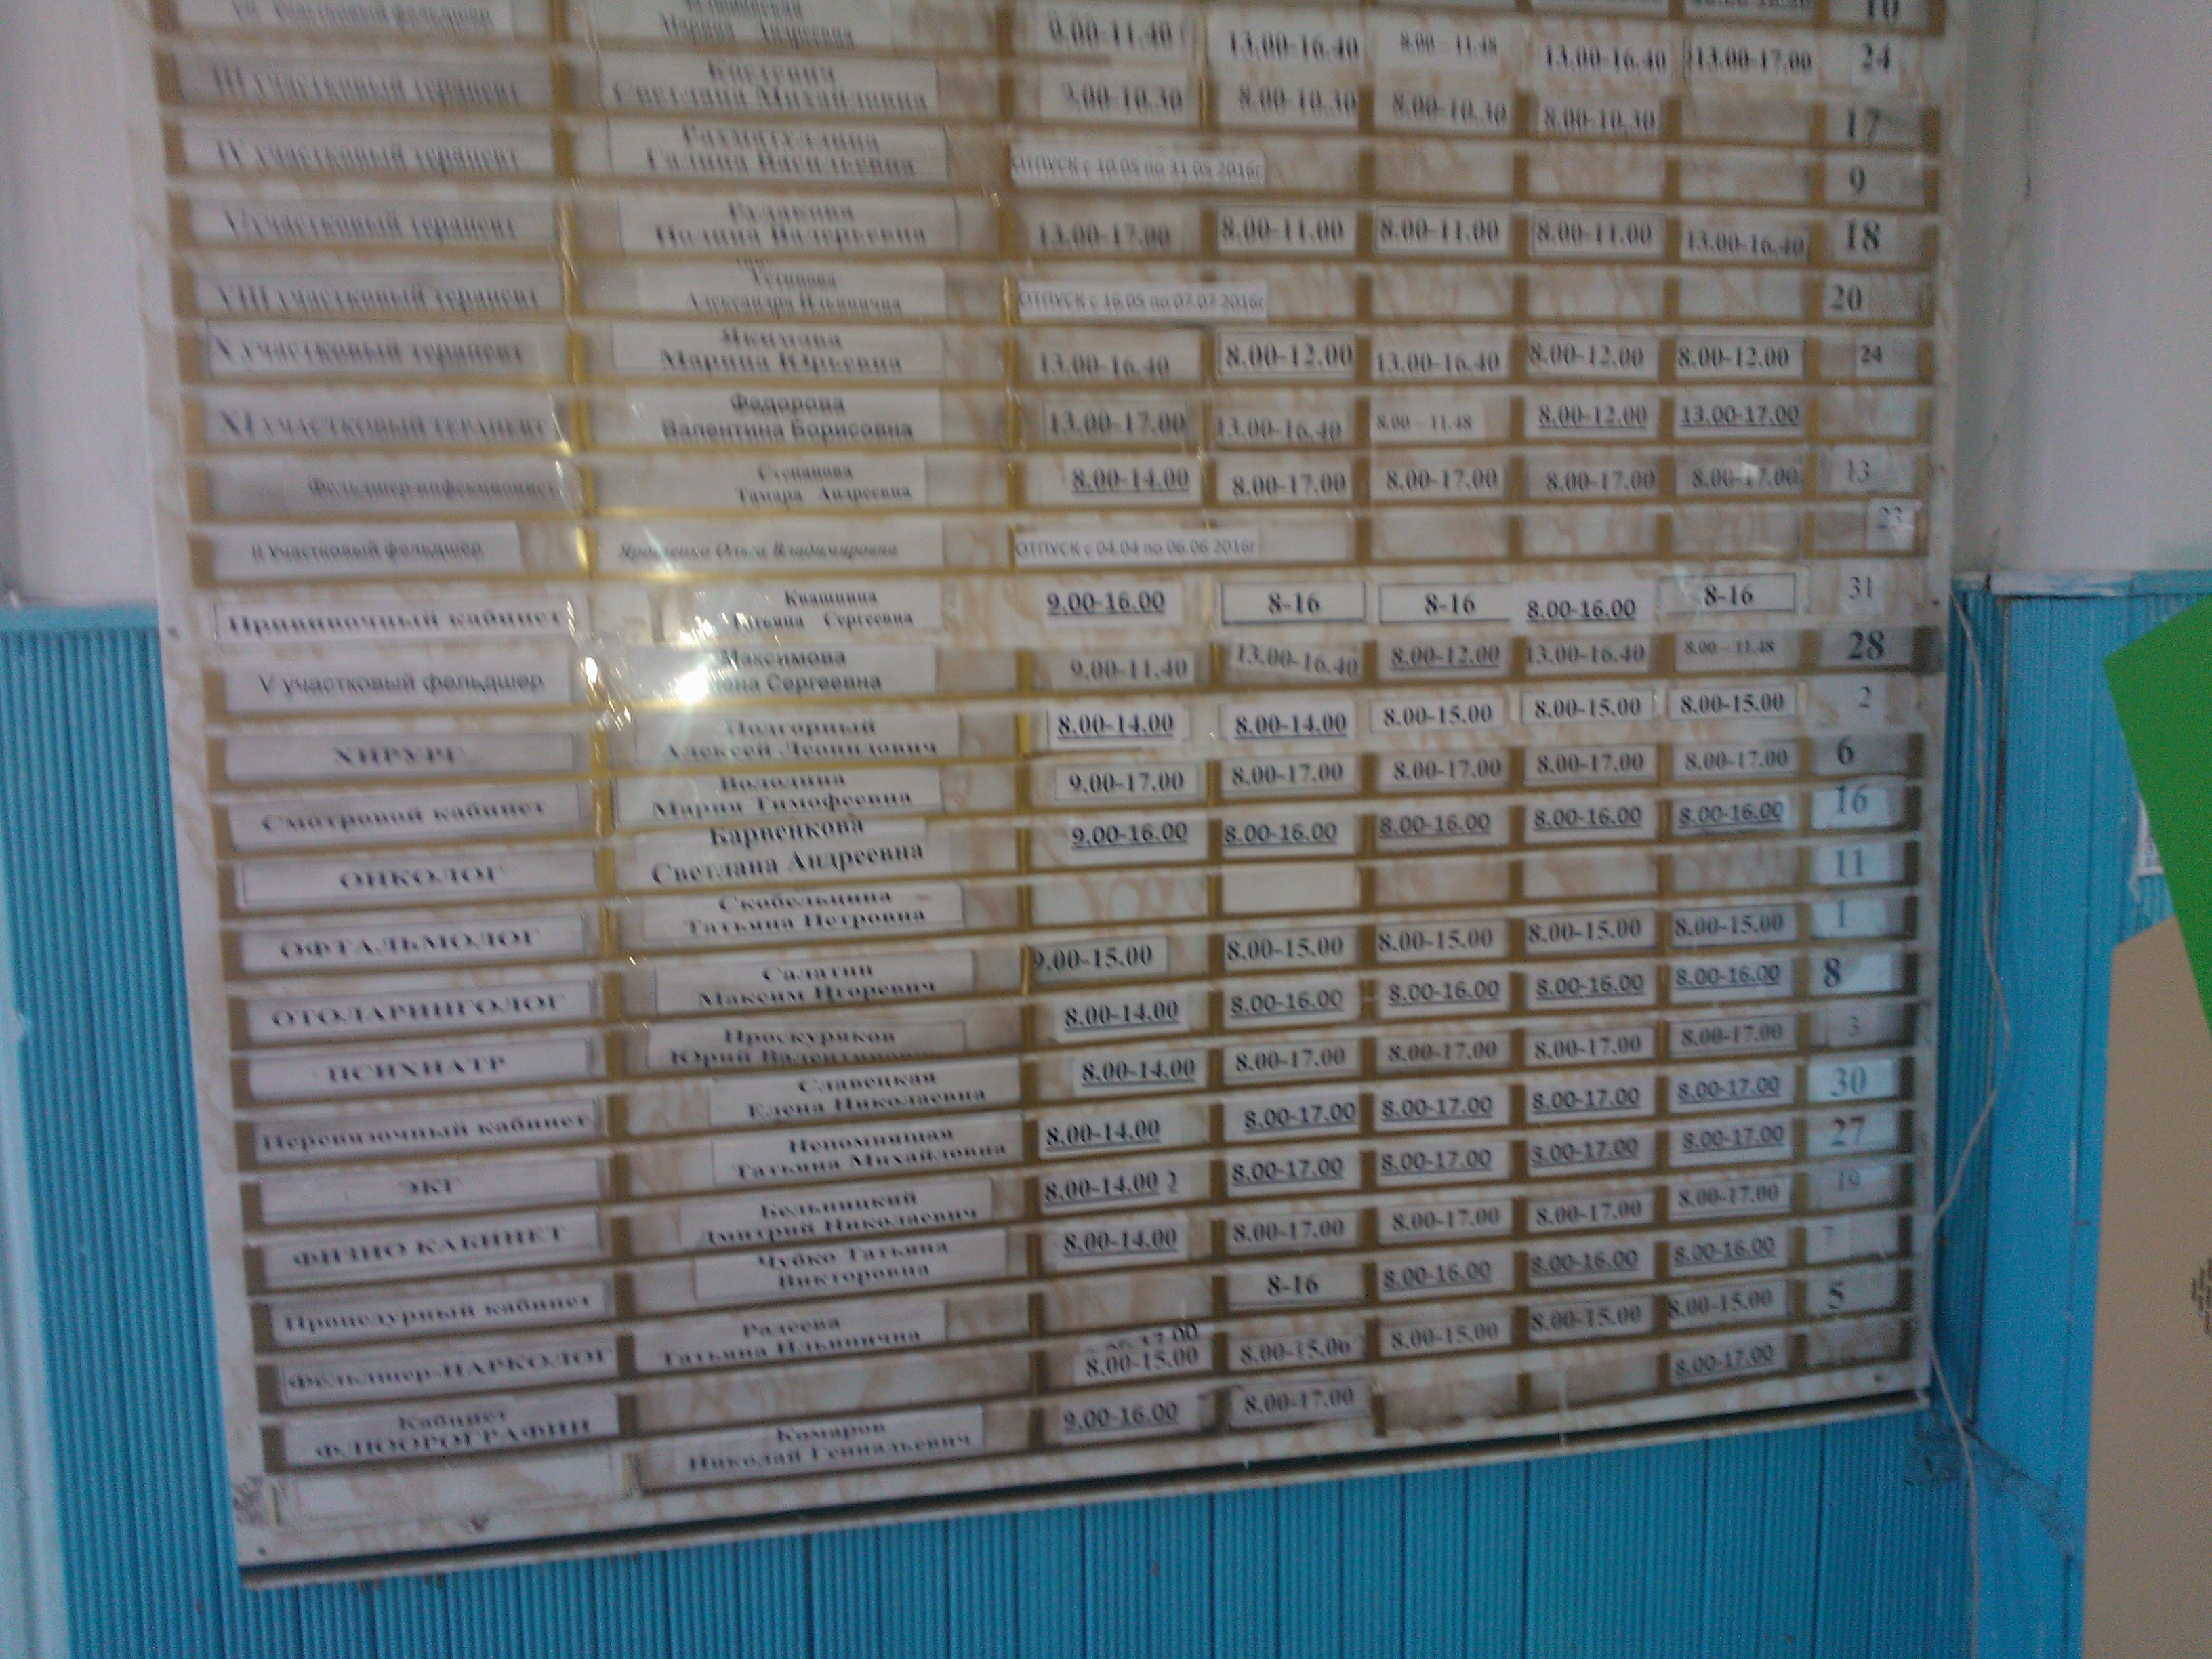 участковый фельдшер
Марина Андреевна
9.00-11.40 13.00-16.40 8.00 – 11.48 13.00-16.40 13.00-17.00 24
III участковый терапевт
Светлана Михайловна
9.00-10.30 8.00-10.30 8.00-10.30 8.00-10.30 17
IV участковый терапевт
Рахматуллина
Галина Васильевна
ОТПУСК с 10.05 по 31.05 2016г 9
V участковый терапевт
Валерьевна
13.00-17.00 8.00-11.00 8.00-11.00 8.00-11.00 13.00-16.40 18
VIII участковый терапевт
Устинова
Александра Ильинична
ОТПУСК с 16.05 по 07.07 2016г 20
X участковый терапевт
Якимова
Марина Юрьевна
13.00-16.40 8.00-12.00 13.00-16.40 8.00-12.00 8.00-12.00 24
XI участковый терапевт
Федорова
Валентина Борисовна
13.00-17.00 13.00-16.40 8.00 – 11.48 8.00-12.00 13.00-17.00
Фельдшер-инфекционист
Степанова
Тамара Андреевна
8.00-14.00 8.00-17.00 8.00-17.00 8.00-17.00 8.00-17.00 13
II Участковый фельдшер
Ольга Владимировна
ОТПУСК с 04.04 по 06.06 2016г 23
Прививочный кабинет
Квашнина
Сергеевна
9.00-16.00 8-16 8-16 8.00-16.00 8-16 31
V участковый фельдшер
Максимова
Сергеевна
9.00-11.40 13.00-16.40 8.00-12.00 13.00-16.40 8.00 – 11.48 28
ХИРУРГ
Подгорный
Алексей Леонидович
8.00-14.00 8.00-14.00 8.00-15.00 8.00-15.00 8.00-15.00 2
Смотровой кабинет
Володина
Мария Тимофеевна
9.00-17.00 8.00-17.00 8.00-17.00 8.00-17.00 8.00-17.00 6
ОНКОЛОГ
Барвенкова
Светлана Андреевна
9.00-16.00 8.00-16.00 8.00-16.00 8.00-16.00 8.00-16.00 16
ОФТАЛЬМОЛОГ
Скобельцина
Татьяна Петровна
11
ОТОЛАРИНГОЛОГ
Салатин
Максим Игоревич
9.00-15.00 8.00-15.00 8.00-15.00 8.00-15.00 8.00-15.00 1
ПСИХИАТР
Проскуряков
Юрий Валентинович
8.00-14.00 8.00-16.00 8.00-16.00 8.00-16.00 8.00-16.00 8
Перевязочный кабинет
Славецкая
Елена Николаевна
8.00-14.00 8.00-17.00 8.00-17.00 8.00-17.00 8.00-17.00 3
ЭКГ
Непомнящая
Татьяна Михайловна
8.00-14.00 8.00-17.00 8.00-17.00 8.00-17.00 8.00-17.00 30
ФИЗИО КАБИНЕТ
Бельницкий
Дмитрий Николаевич
8.00-14.00 8.00-17.00 8.00-17.00 8.00-17.00 8.00-17.00 27
Процедурный кабинет
Чубко Татьяна
Викторовна
8.00-14.00 8.00-17.00 8.00-17.00 8.00-17.00 8.00-17.00 19
Фельдшер-НАРКОЛОГ
Радеева
Татьяна Ильинична
8-16 8.00-16.00 8.00-16.00 8.00-16.00 7
Кабинет
ФЛЮОРОГРАФИИ
8.00-15.00 8.00-15.00 8.00-15.00 8.00-15.00 8.00-15.00 5
Комаров
Николай Геннадьевич
9.00-16.00 8.00-17.00 8.00-17.00